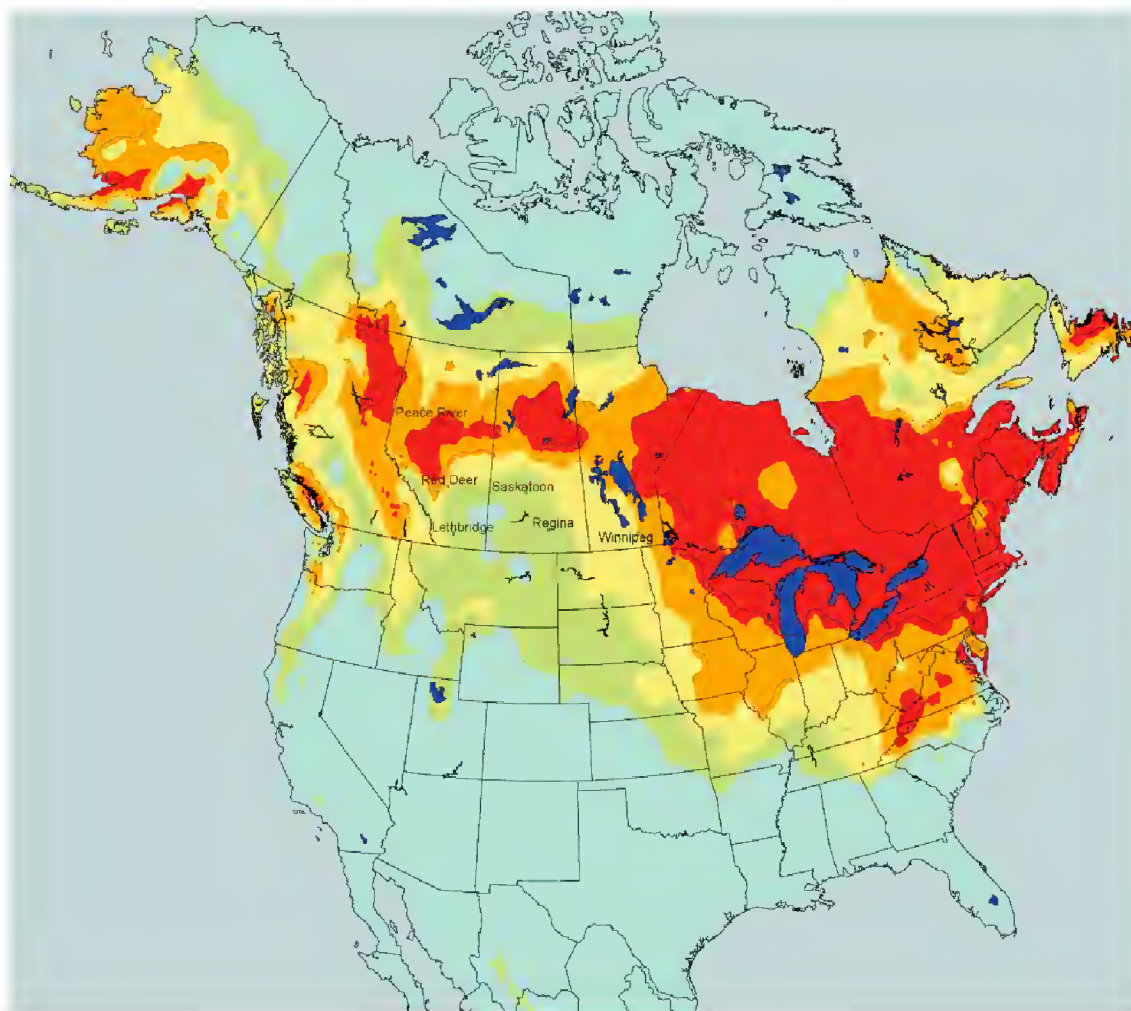 Peace River
Red Deer
Saskatoon
Lethbridge
Regina
Winnipeg